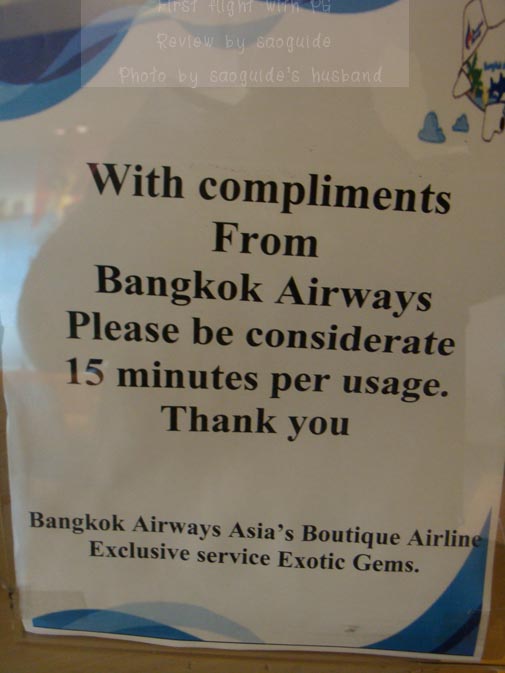 First flight with PG
Review by saoguide
Photo by saoguide's husband
With compliments
From
Bangkok Airways
Please be considerate
15 minutes per usage.
Thank you
Bangkok Airways Asia's Boutique Airline
Exclusive service Exotic Gems.